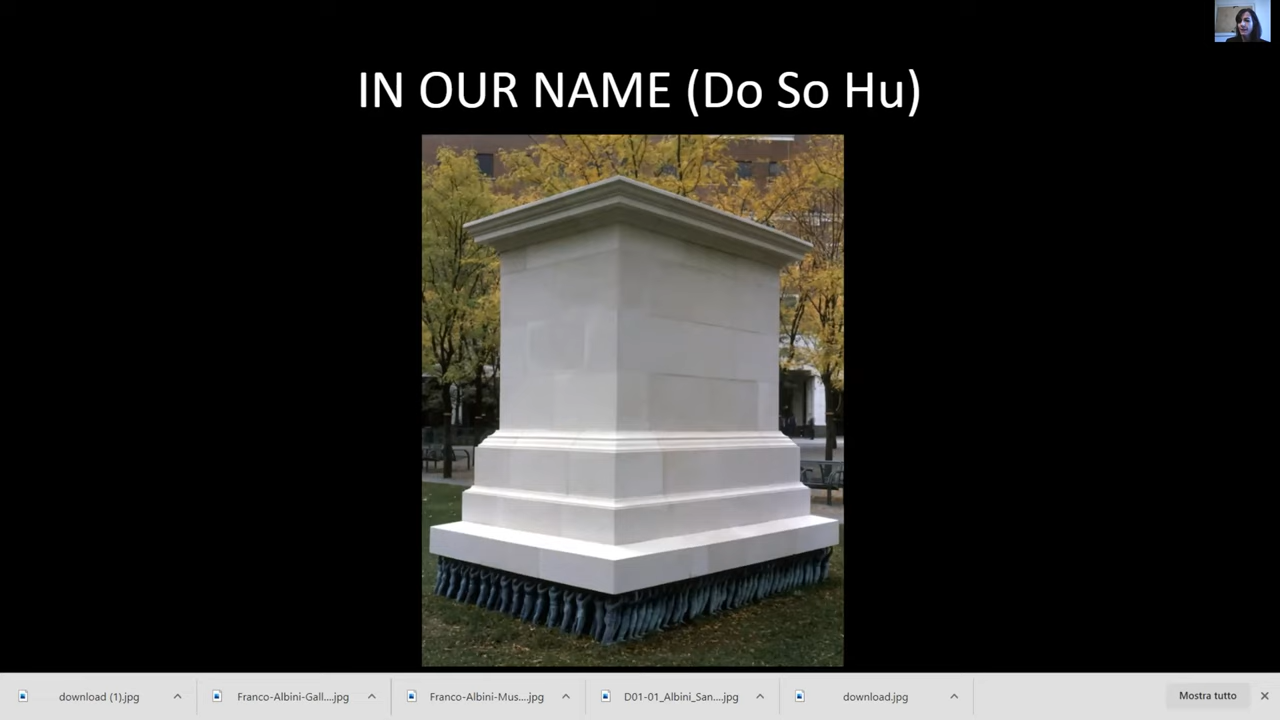 IN OUR NAME (Do So Hu)
download (1).jpg
Franco-Albini-Gall....jpg
Franco-Albini-Mus....jpg
D01-01_Albini_San....jpg
download.jpg
Mostra tutto